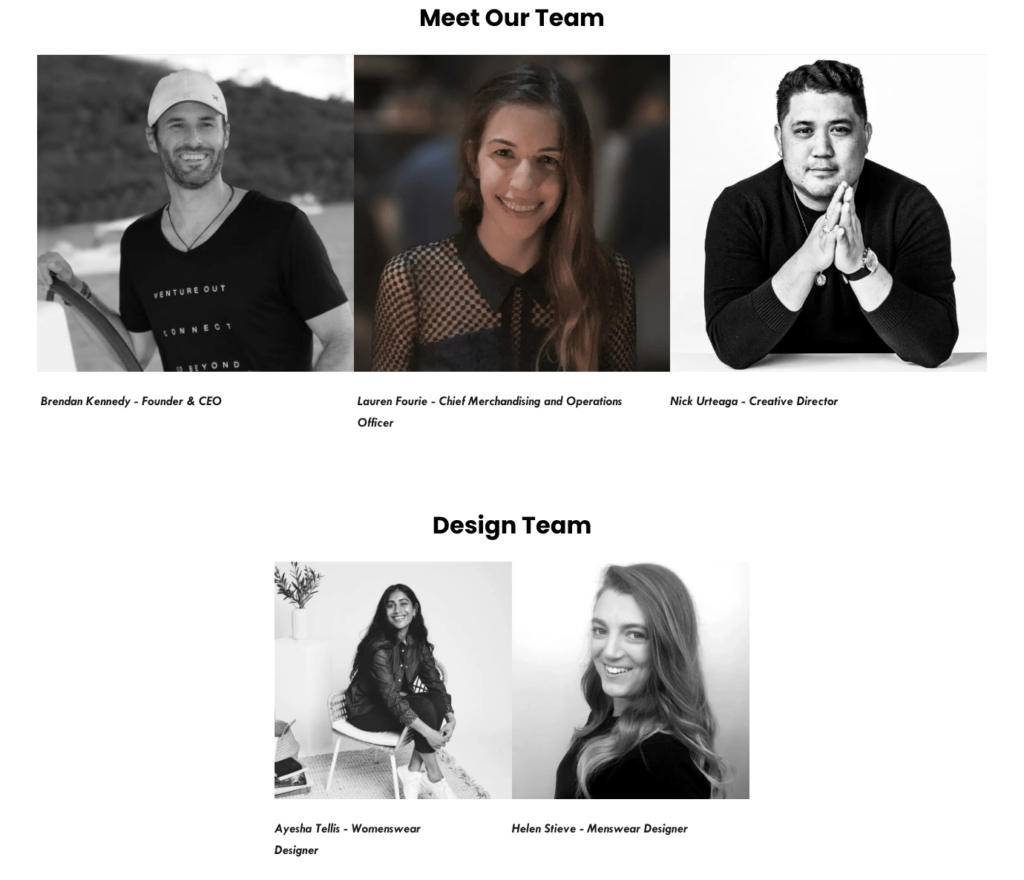 Meet Our Team
VENTURE OUT
CONNECT
BEYOND
Brendan Kennedy - Founder & CEO
Lauren Fourie - Chief Merchandising and Operations
Officer
Nick Urteaga - Creative Director
Design Team
Ayesha Tellis - Womenswear
Designer
Helen Stieve - Menswear Designer